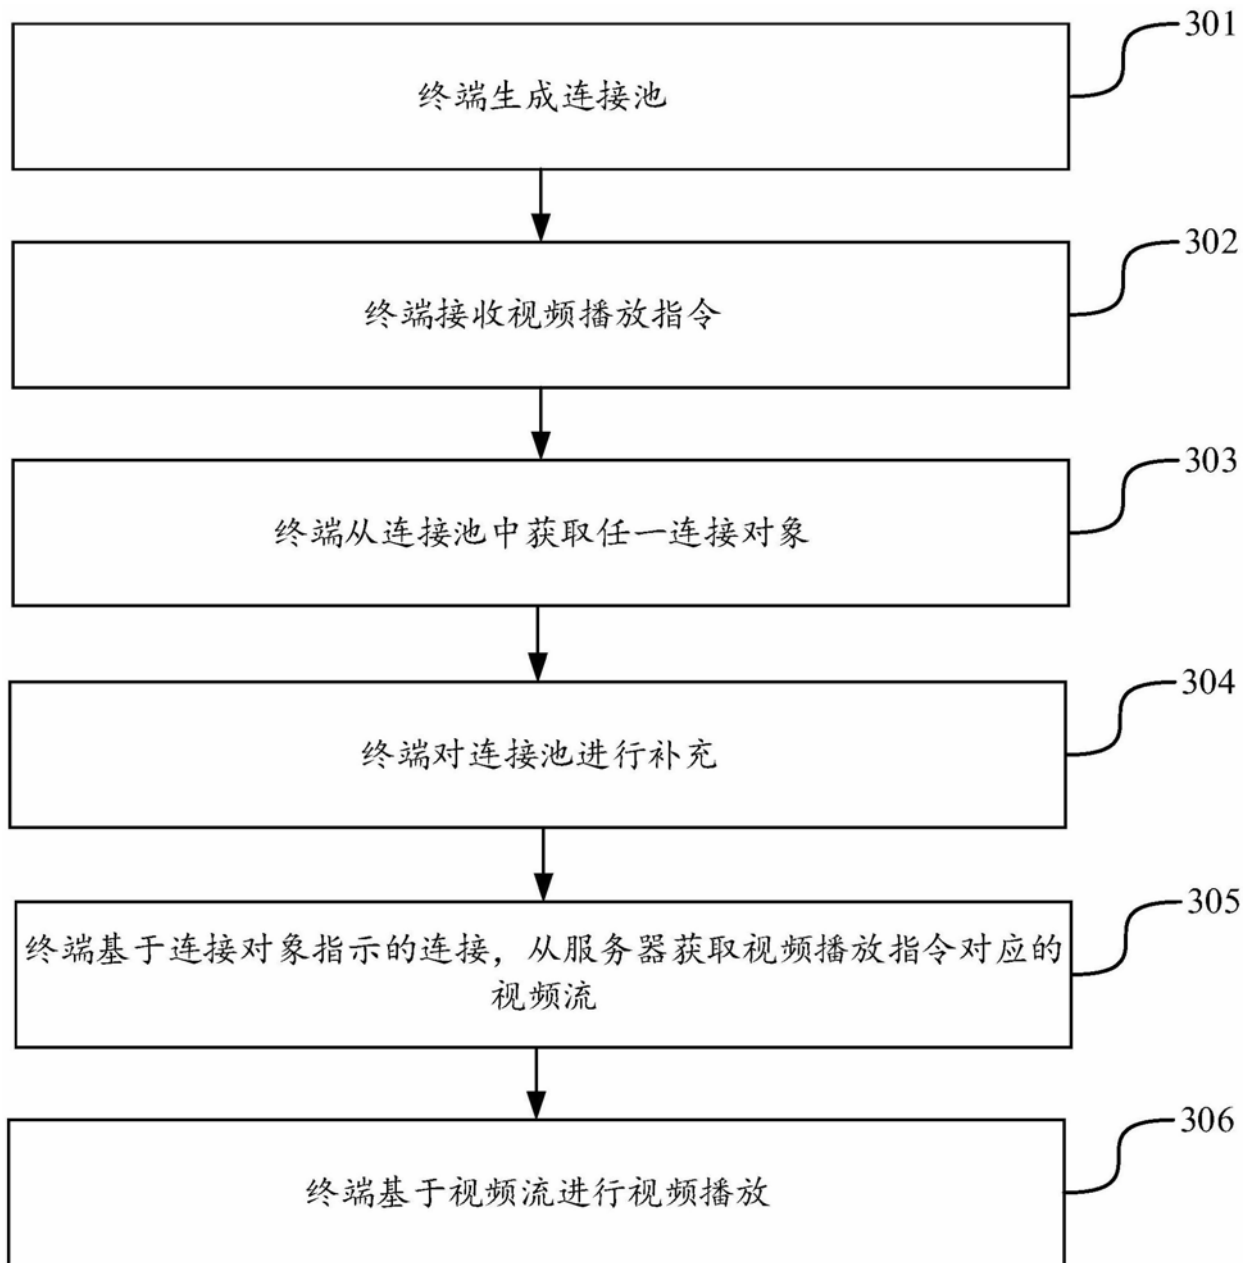 301
终端生成连接池
302
终端接收视频播放指令
303
终端从连接池中获取任一连接对象
304
终端对连接池进行补充
305
终端基于连接对象指示的连接，从服务器获取视频播放指令对应的
视频流
306
终端基于视频流进行视频播放